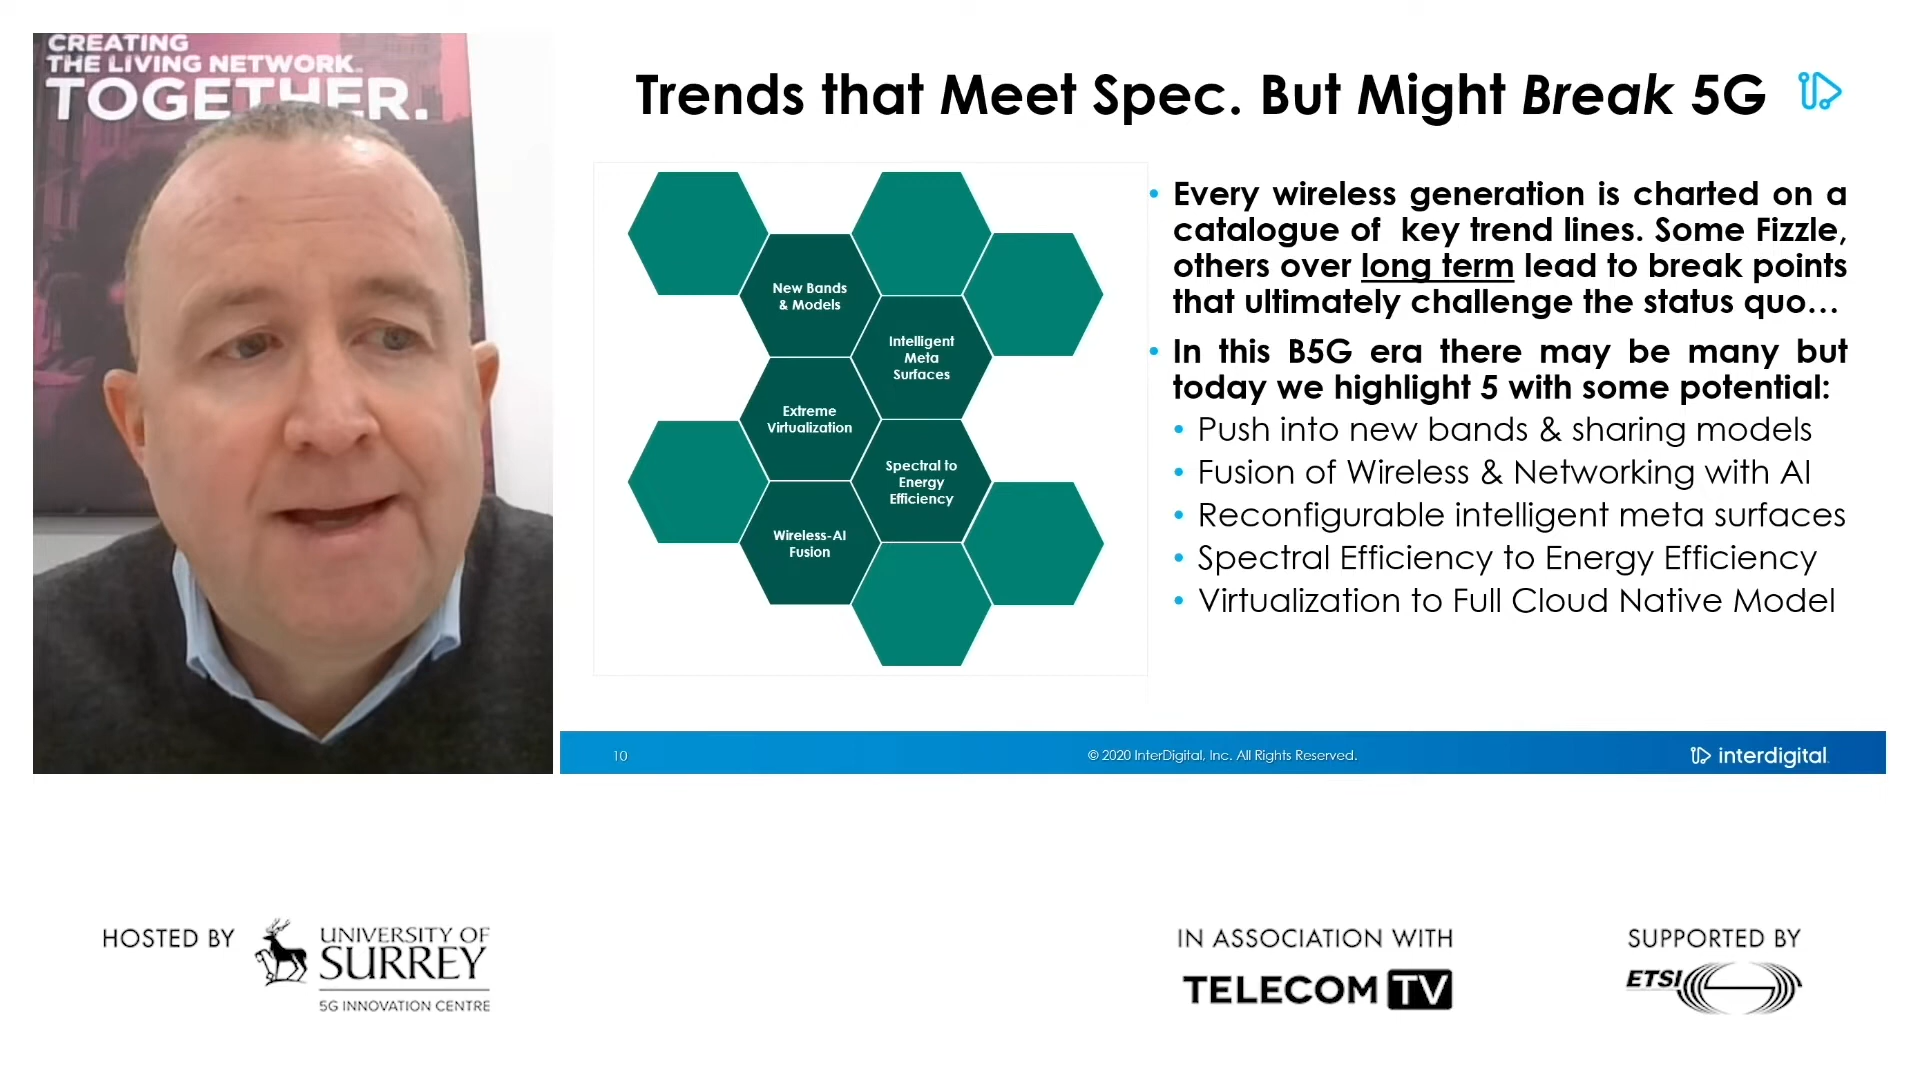 CREATING
THE LIVING NETWORK.
TOGETHER.
Trends that Meet Spec. But Might Break 5G
New Bands
& Models
Intelligent
Meta
Surfaces
Extreme
Virtualization
Spectral to
Energy
Efficiency
Wireless-AI
Fusion
• Every wireless generation is charted on a
catalogue of key trend lines. Some Fizzle,
others over long term lead to break points
that ultimately challenge the status quo…
• In this B5G era there may be many but
today we highlight 5 with some potential:
• Push into new bands & sharing models
• Fusion of Wireless & Networking with AI
• Reconfigurable intelligent meta surfaces
• Spectral Efficiency to Energy Efficiency
• Virtualization to Full Cloud Native Model
10
© 2020 InterDigital, Inc. All Rights Reserved.
interdigital
HOSTED BY
UNIVERSITY OF
SURREY
5G INNOVATION CENTRE
IN ASSOCIATION WITH
TELECOM TV
SUPPORTED BY
ETSI